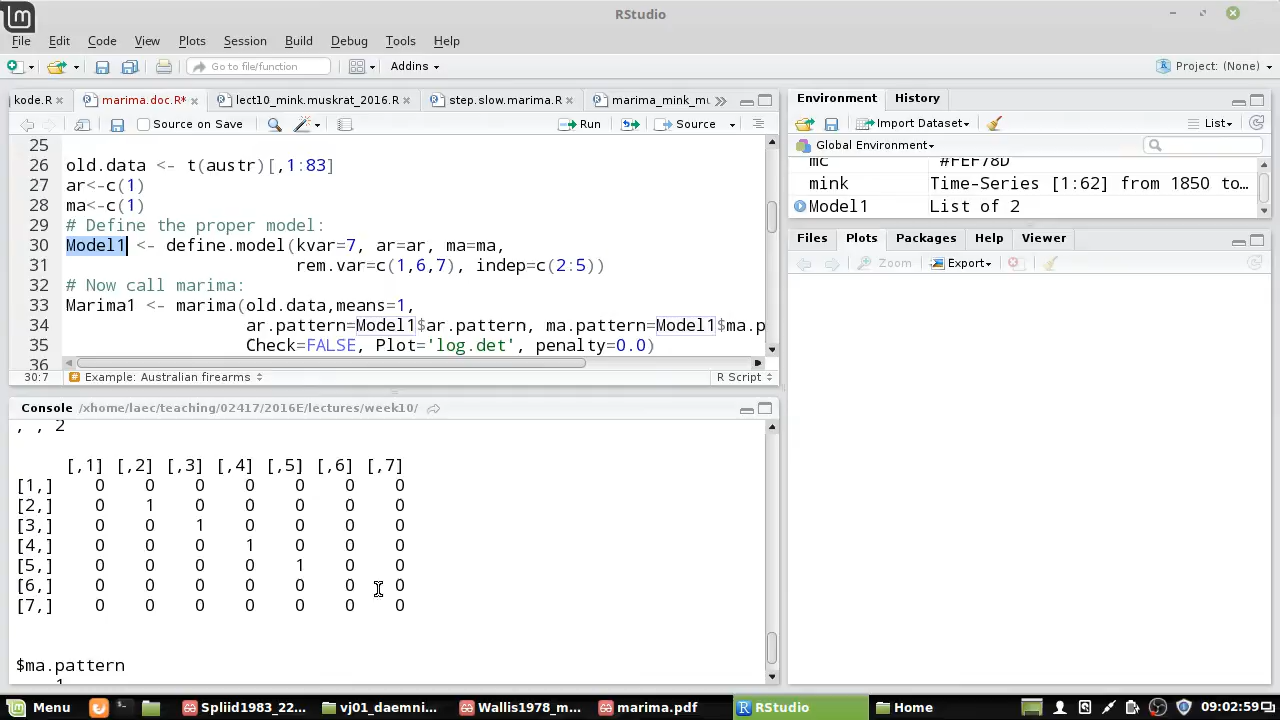 RStudio
File Edit Code View Plots Session Build Debug Tools Help
Go to file/function Addins Project: (None)
kode.R marima.doc.R* lect10_mink.muskrat_2016.R step.slow.marima.R marima_mink_mu
Source on Save Run Source
25
26 old.data <- t(austr)[,1:83]
27 ar<-c(1)
28 ma<-c(1)
29 # Define the proper model:
30 Model1 <- define.model(kvar=7, ar=ar, ma=ma,
31 rem.var=c(1,6,7), indep=c(2:5))
32 # Now call marima:
33 Marima1 <- marima(old.data,means=1,
34 ar.pattern=Model1$ar.pattern, ma.pattern=Model1$ma.p
35 Check=FALSE, Plot='log.det', penalty=0.0)
36
30:7 # Example: Australian firearms R Script
Console /xhome/laec/teaching/02417/2016E/lectures/week10/
, , 2
[,1] [,2] [,3] [,4] [,5] [,6] [,7]
[1,] 0 0 0 0 0 0 0
[2,] 0 1 0 0 0 0 0
[3,] 0 0 1 0 0 0 0
[4,] 0 0 0 1 0 0 0
[5,] 0 0 0 0 1 0 0
[6,] 0 0 0 0 0 0 0
[7,] 0 0 0 0 0 0 0
$ma.pattern
, , 1
Environment History
Import Dataset List
Global Environment
mc "#FEF78D"
mink Time-Series [1:62] from 1850 to…
Model1 List of 2
Files Plots Packages Help Viewer
Zoom Export
Menu Spliid1983_22... vj01_daemni... Wallis1978_m... marima.pdf RStudio Home 09:02:59